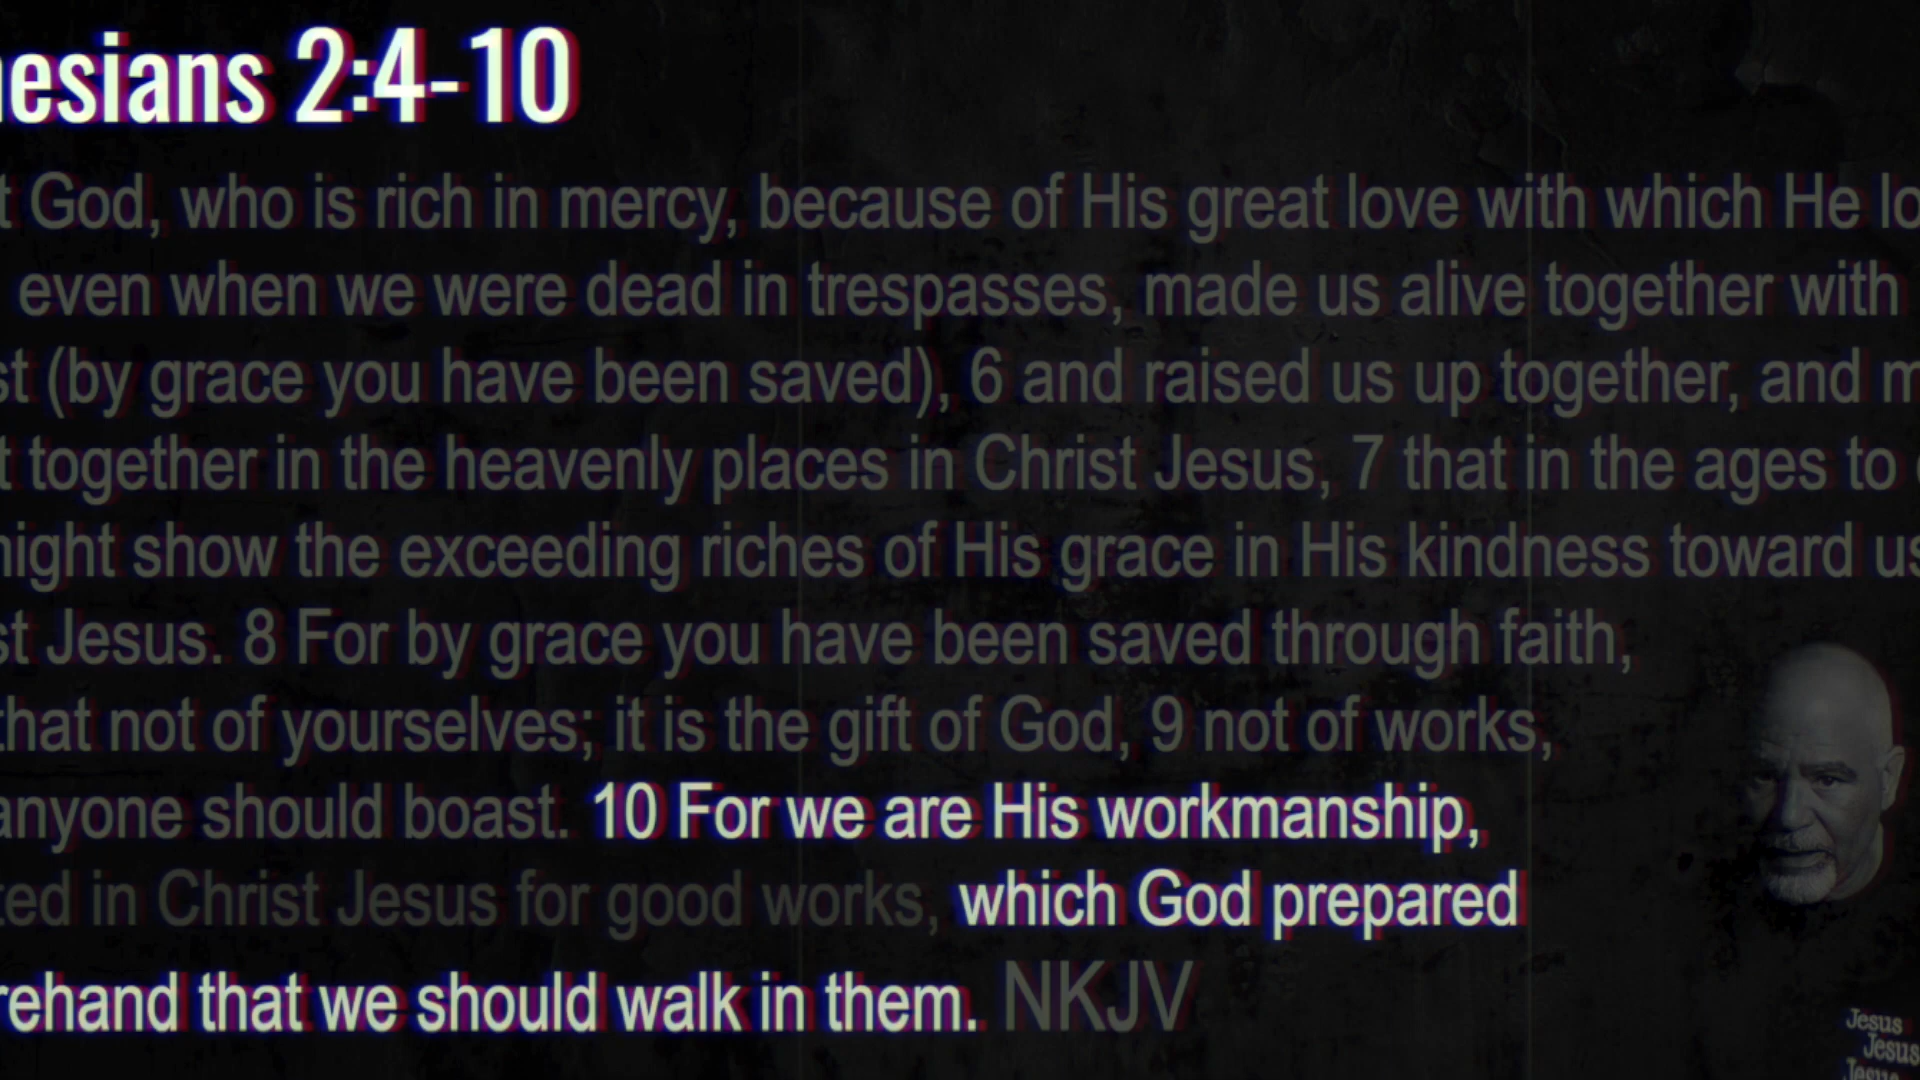 esians 2:4-10
t God, who is rich in mercy, because of His great love with which He lo
even when we were dead in trespasses, made us alive together with
st (by grace you have been saved), 6 and raised us up together, and m
t together in the heavenly places in Christ Jesus, 7 that in the ages to
night show the exceeding riches of His grace in His kindness toward us
st Jesus. 8 For by grace you have been saved through faith,
that not of yourselves; it is the gift of God, 9 not of works,
anyone should boast. 10 For we are His workmanship,
ted in Christ Jesus for good works, which God prepared
rehand that we should walk in them. NKJV
Jesus
Jesus
Jesus